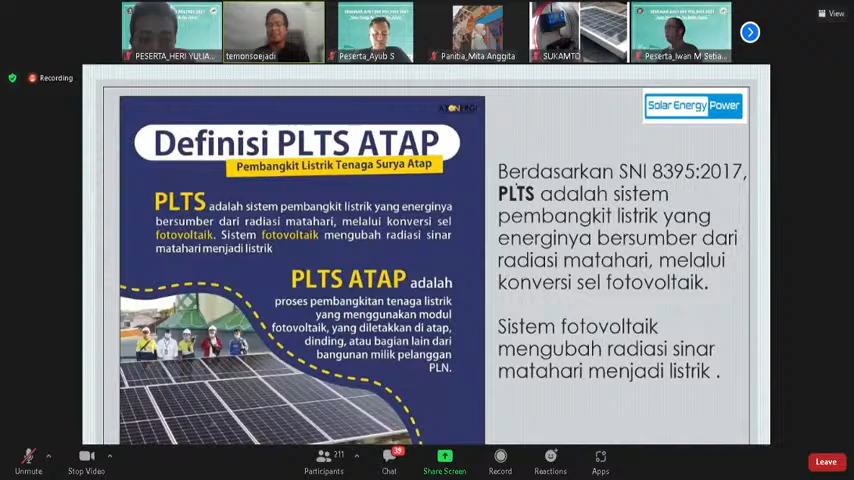 View
PESERTA_HERI YULIA...
temonsoejadi
Peserta_Ayub S
Panitia_Mita Anggita
SUKAMTO
Peserta_Iwan M Setia...
Recording
Solar Energy Power
Definisi PLTS ATAP
Pembangkit Listrik Tenaga Surya Atap
PLTS adalah sistem pembangkit listrik yang energinya
bersumber dari radiasi matahari, melalui konversi sel
fotovoltaik. Sistem fotovoltaik mengubah radiasi sinar
matahari menjadi listrik
PLTS ATAP adalah
proses pembangkitan tenaga listrik
yang menggunakan modul
fotovoltaik, yang diletakkan di atap,
dinding, atau bagian lain dari
bangunan milik pelanggan
PLN.
Berdasarkan SNI 8395:2017,
PLTS adalah sistem
pembangkit listrik yang
energinya bersumber dari
radiasi matahari, melalui
konversi sel fotovoltaik.
Sistem fotovoltaik
mengubah radiasi sinar
matahari menjadi listrik .
211
39
Unmute
Stop Video
Participants
Chat
Share Screen
Record
Reactions
Apps
Leave